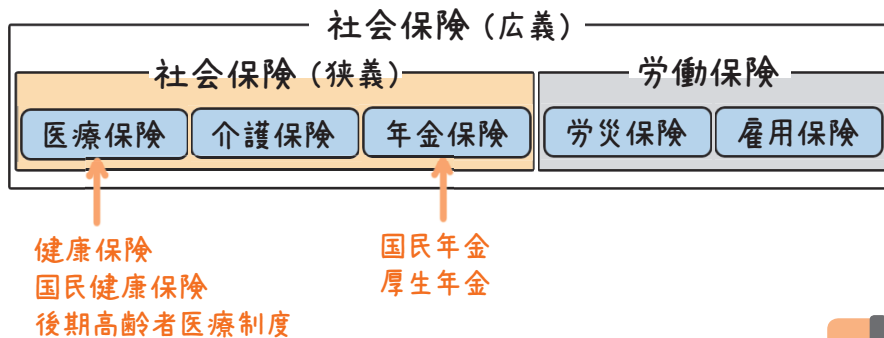 社会保険（広義）
社会保険（狭義）
労働保険
医療保険
介護保険
年金保険
労災保険
雇用保険
健康保険
国民健康保険
後期高齢者医療制度
国民年金
厚生年金